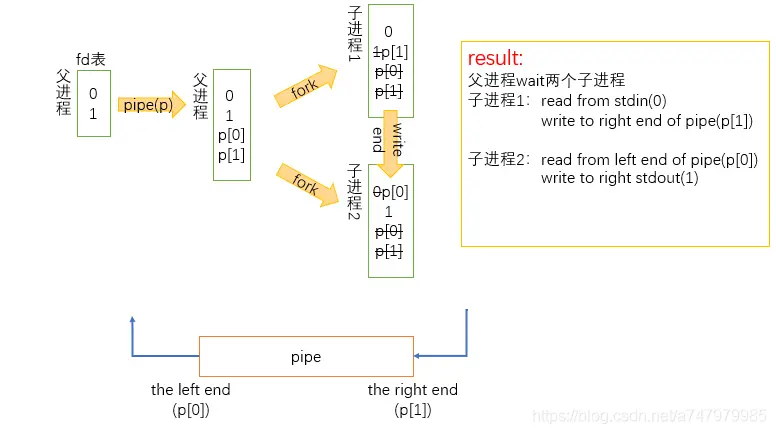 fd表
父进程
0
1
pipe(p)
父进程
0
1
p[0]
p[1]
fork
fork
子进程1
0
1p[1]
p[0]
p[1]
write end
子进程2
0p[0]
1
p[0]
p[1]
result:
父进程wait两个子进程
子进程1：read from stdin(0)
write to right end of pipe(p[1])
子进程2：read from left end of pipe(p[0])
write to right stdout(1)
pipe
the left end
(p[0])
the right end
(p[1])
https://blog.csdn.net/a747979985